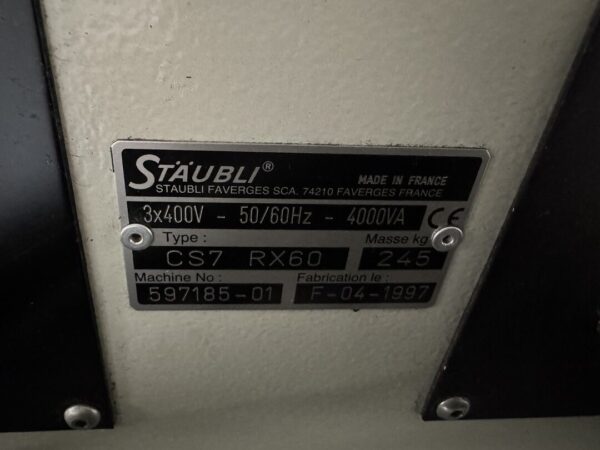 STÄUBLI® MADE IN FRANCE
STAUBLI FAVERGES SCA. 74210 FAVERGES FRANCE
3x400V - 50/60Hz - 4000VA CE
Type : Masse kg
CS7 RX60 245
Machine No : Fabrication le :
597185-01 F-04-1997